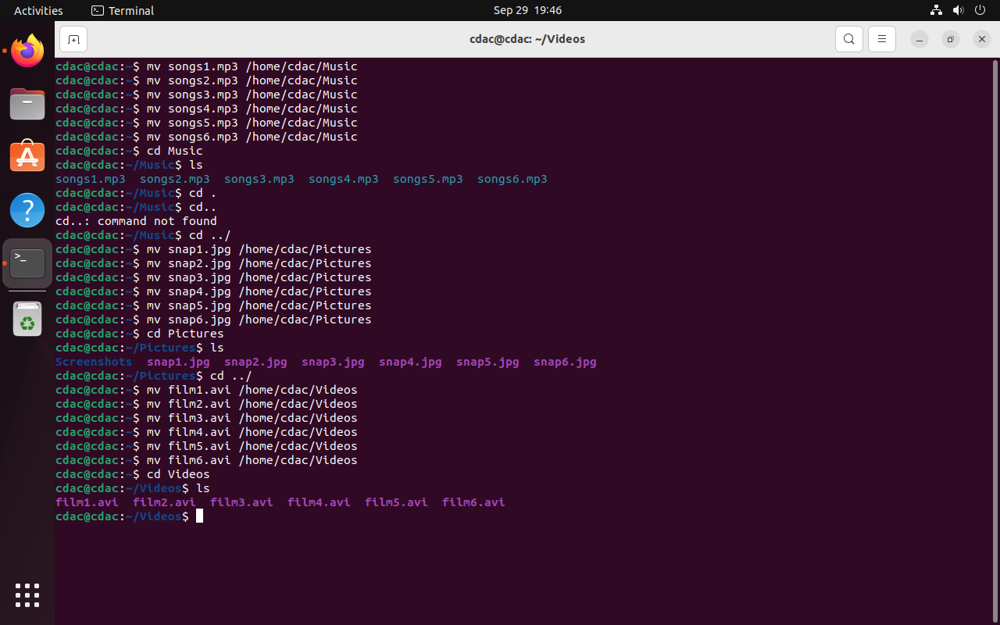 Activities Terminal Sep 29 19:46
cdac@cdac: ~/Videos
cdac@cdac:~$ mv songs1.mp3 /home/cdac/Music
cdac@cdac:~$ mv songs2.mp3 /home/cdac/Music
cdac@cdac:~$ mv songs3.mp3 /home/cdac/Music
cdac@cdac:~$ mv songs4.mp3 /home/cdac/Music
cdac@cdac:~$ mv songs5.mp3 /home/cdac/Music
cdac@cdac:~$ mv songs6.mp3 /home/cdac/Music
cdac@cdac:~$ cd Music
cdac@cdac:~/Music$ ls
songs1.mp3  songs2.mp3  songs3.mp3  songs4.mp3  songs5.mp3  songs6.mp3
cdac@cdac:~/Music$ cd .
cdac@cdac:~/Music$ cd..
cd..: command not found
cdac@cdac:~/Music$ cd ../
cdac@cdac:~$ mv snap1.jpg /home/cdac/Pictures
cdac@cdac:~$ mv snap2.jpg /home/cdac/Pictures
cdac@cdac:~$ mv snap3.jpg /home/cdac/Pictures
cdac@cdac:~$ mv snap4.jpg /home/cdac/Pictures
cdac@cdac:~$ mv snap5.jpg /home/cdac/Pictures
cdac@cdac:~$ mv snap6.jpg /home/cdac/Pictures
cdac@cdac:~$ cd Pictures
cdac@cdac:~/Pictures$ ls
Screenshots  snap1.jpg  snap2.jpg  snap3.jpg  snap4.jpg  snap5.jpg  snap6.jpg
cdac@cdac:~/Pictures$ cd ../
cdac@cdac:~$ mv film1.avi /home/cdac/Videos
cdac@cdac:~$ mv film2.avi /home/cdac/Videos
cdac@cdac:~$ mv film3.avi /home/cdac/Videos
cdac@cdac:~$ mv film4.avi /home/cdac/Videos
cdac@cdac:~$ mv film5.avi /home/cdac/Videos
cdac@cdac:~$ mv film6.avi /home/cdac/Videos
cdac@cdac:~$ cd Videos
cdac@cdac:~/Videos$ ls
film1.avi  film2.avi  film3.avi  film4.avi  film5.avi  film6.avi
cdac@cdac:~/Videos$